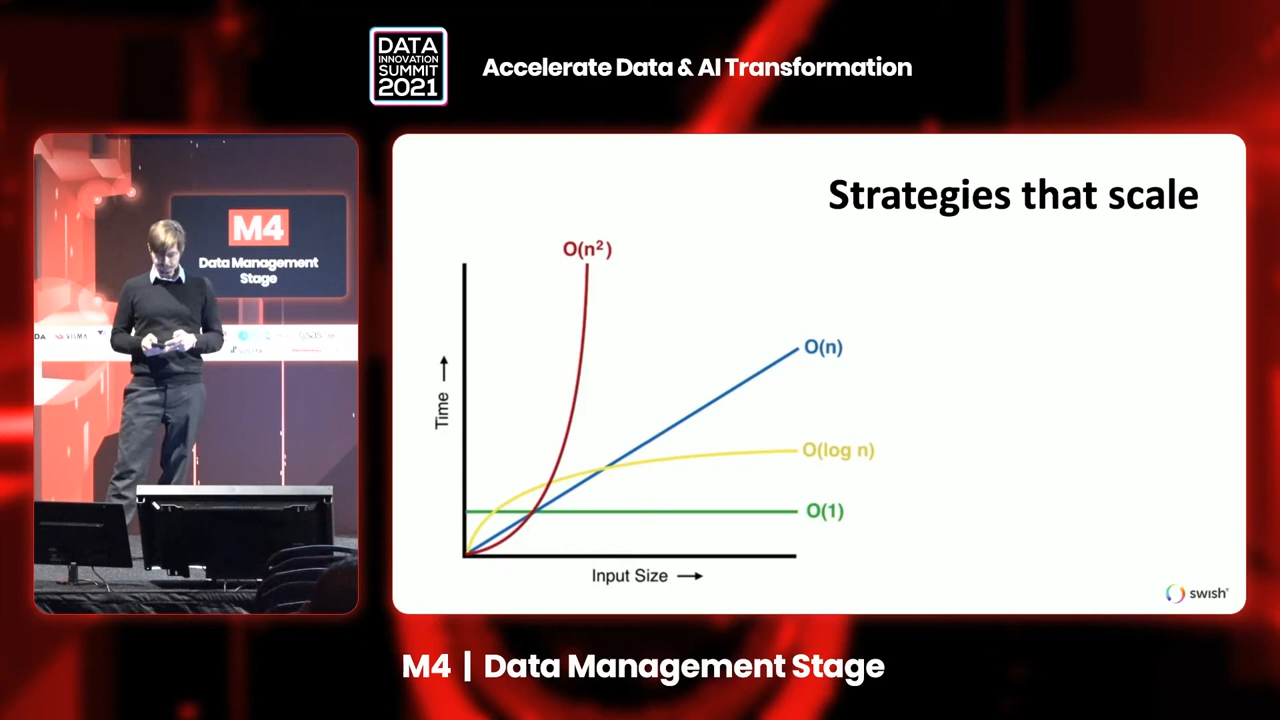 DATA
INNOVATION
SUMMIT
2021
Accelerate Data & AI Transformation
M4
Data Management
Stage
VISMA
Strategies that scale
O(n²)
O(n)
O(log n)
O(1)
Time
Input Size
swish®
M4 | Data Management Stage